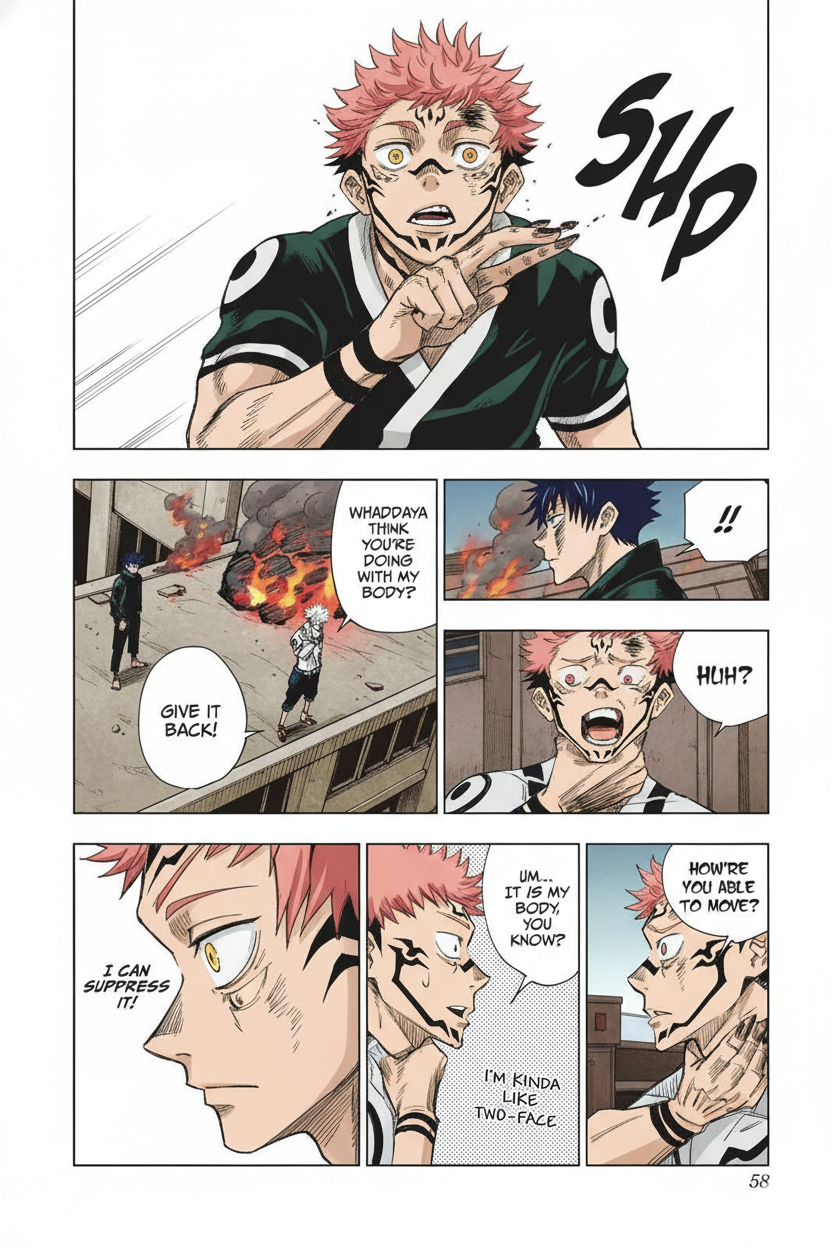 SHP
WHADDAYA
THINK
YOU'RE
DOING
WITH MY
BODY?
GIVE IT
BACK!
!!
HUH?
I CAN
SUPPRESS
IT!
UM...
IT IS MY
BODY,
YOU
KNOW?
I'M KINDA
LIKE
TWO-FACE
HOW'RE
YOU ABLE
TO MOVE?
58